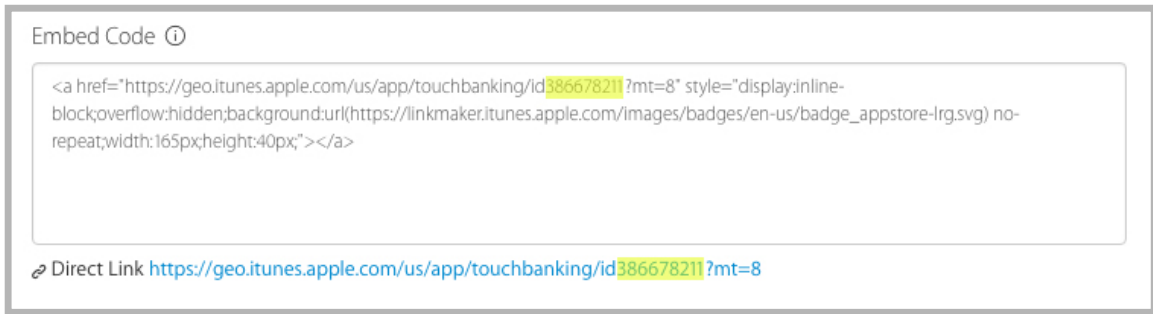 Embed Code ⓘ
<a href="https://geo.itunes.apple.com/us/app/touchbanking/id386678211?mt=8" style="display:inline-
block;overflow:hidden;background:url(https://linkmaker.itunes.apple.com/images/badges/en-us/badge_appstore-lrg.svg) no-
repeat;width:165px;height:40px;"></a>
Direct Link https://geo.itunes.apple.com/us/app/touchbanking/id386678211?mt=8